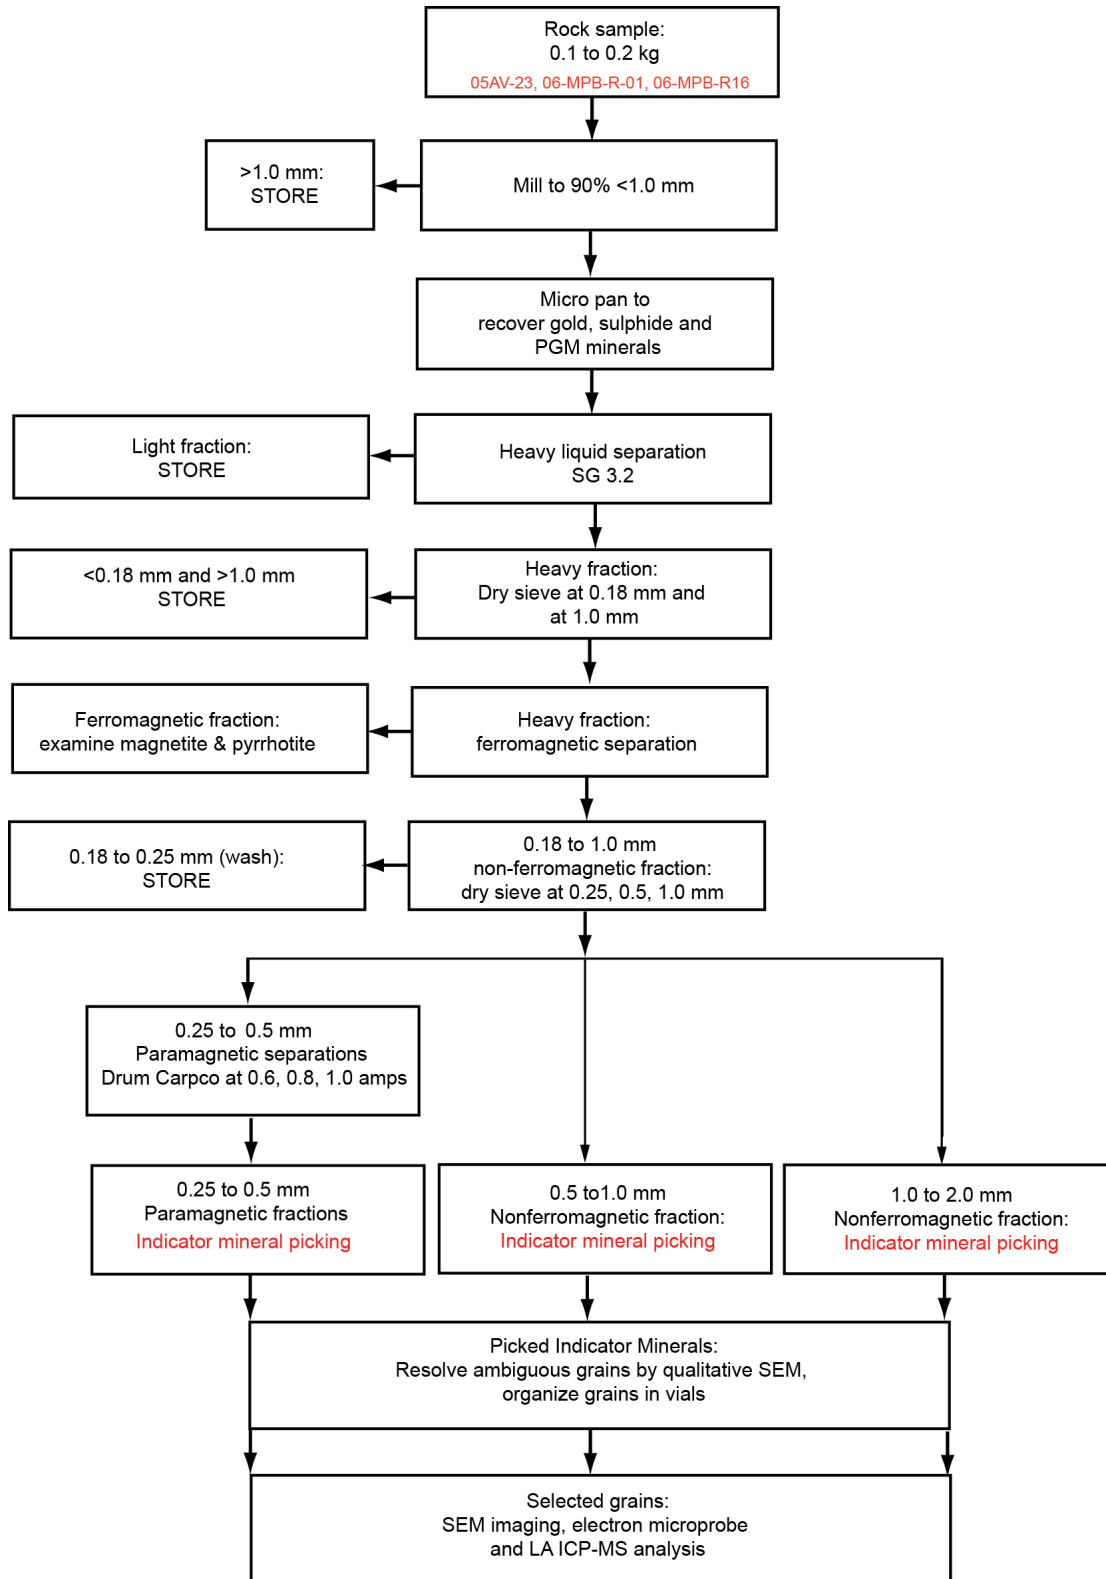 Rock sample:
0.1 to 0.2 kg
05AV-23, 06-MPB-R-01, 06-MPB-R16
>1.0 mm:
STORE
Mill to 90% <1.0 mm
Micro pan to
recover gold, sulphide and
PGM minerals
Light fraction:
STORE
Heavy liquid separation
SG 3.2
<0.18 mm and >1.0 mm
STORE
Heavy fraction:
Dry sieve at 0.18 mm and
at 1.0 mm
Ferromagnetic fraction:
examine magnetite & pyrrhotite
Heavy fraction:
ferromagnetic separation
0.18 to 0.25 mm (wash):
STORE
0.18 to 1.0 mm
non-ferromagnetic fraction:
dry sieve at 0.25, 0.5, 1.0 mm
0.25 to 0.5 mm
Paramagnetic separations
Drum Carpco at 0.6, 0.8, 1.0 amps
0.25 to 0.5 mm
Paramagnetic fractions
Indicator mineral picking
0.5 to1.0 mm
Nonferromagnetic fraction:
Indicator mineral picking
1.0 to 2.0 mm
Nonferromagnetic fraction:
Indicator mineral picking
Picked Indicator Minerals:
Resolve ambiguous grains by qualitative SEM,
organize grains in vials
Selected grains:
SEM imaging, electron microprobe
and LA ICP-MS analysis